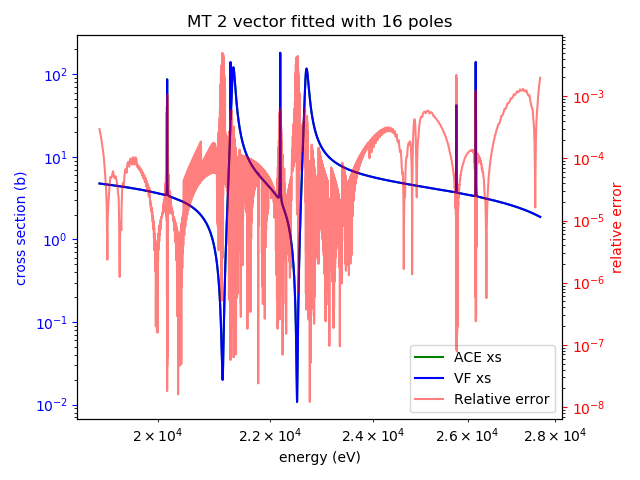 MT 2 vector fitted with 16 poles
cross section (b)
10²
10¹
10⁰
10⁻¹
10⁻²
10⁻³
10⁻⁴
10⁻⁵
10⁻⁶
10⁻⁷
10⁻⁸
relative error
ACE xs
VF xs
Relative error
2 × 10⁴
2.2 × 10⁴
2.4 × 10⁴
2.6 × 10⁴
2.8 × 10⁴
energy (eV)